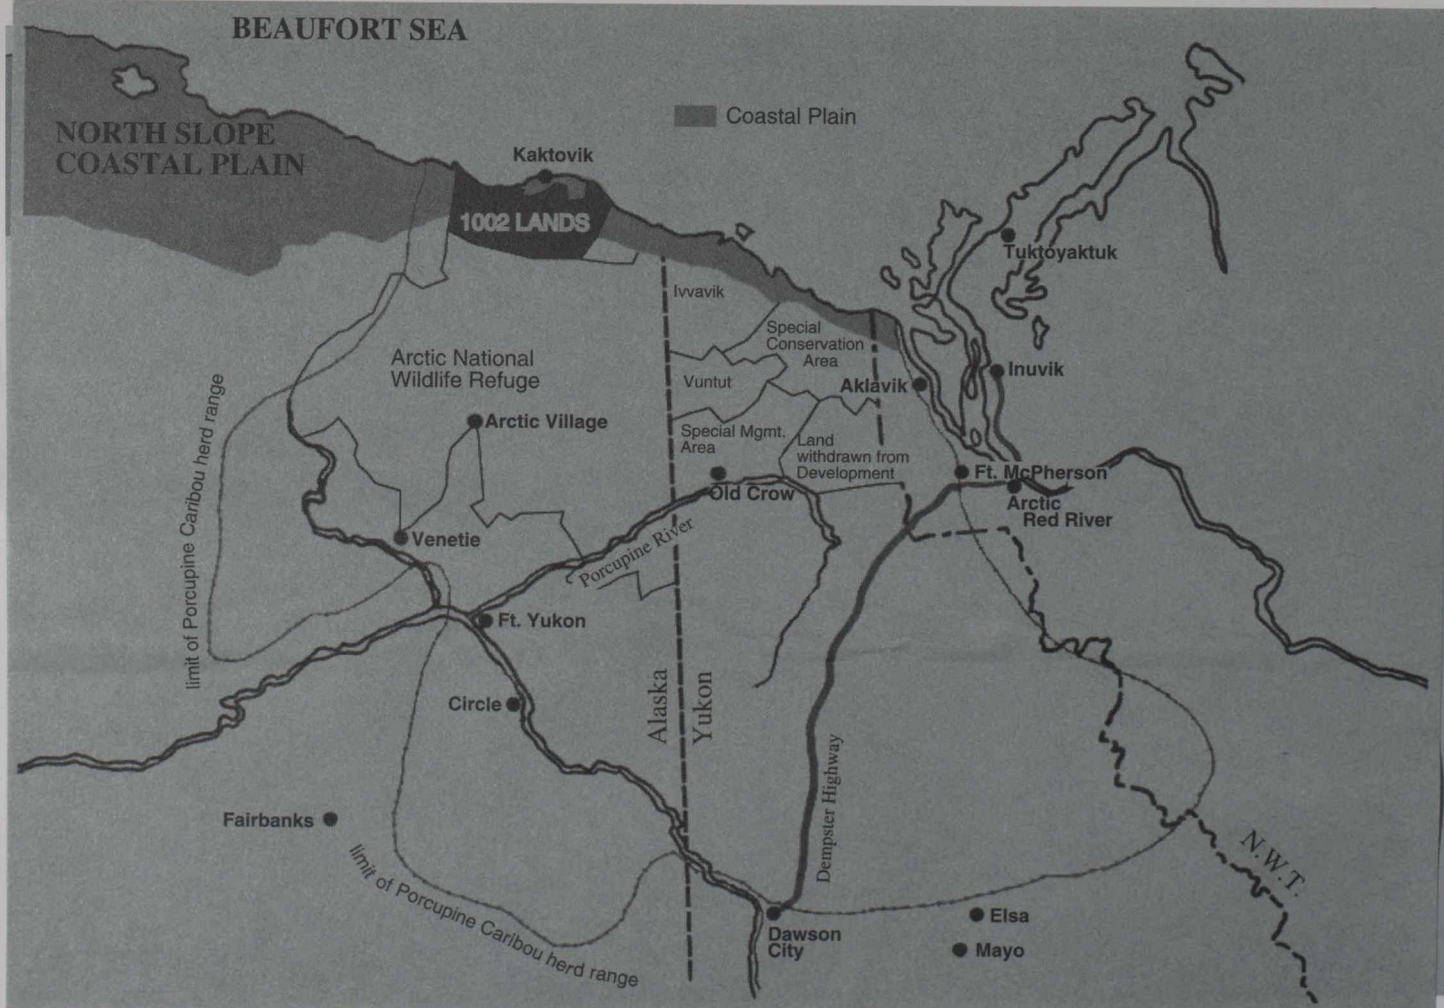 BEAUFORT SEA
NORTH SLOPE
COASTAL PLAIN
Coastal Plain
Kaktovik
1002 LANDS
Tuktoyaktuk
Ivvavik
Special
Conservation
Area
Arctic National
Wildlife Refuge
Vuntut
Aklavik
Inuvik
Arctic Village
Special Mgmt.
Area
Land
withdrawn from
Development
limit of Porcupine Caribou herd range
Old Crow
Ft. McPherson
Arctic
Red River
Venetie
Porcupine River
Ft. Yukon
Circle
Alaska
Yukon
Dempster Highway
Fairbanks
limit of Porcupine Caribou herd range
N.W.T.
Dawson
City
Elsa
Mayo